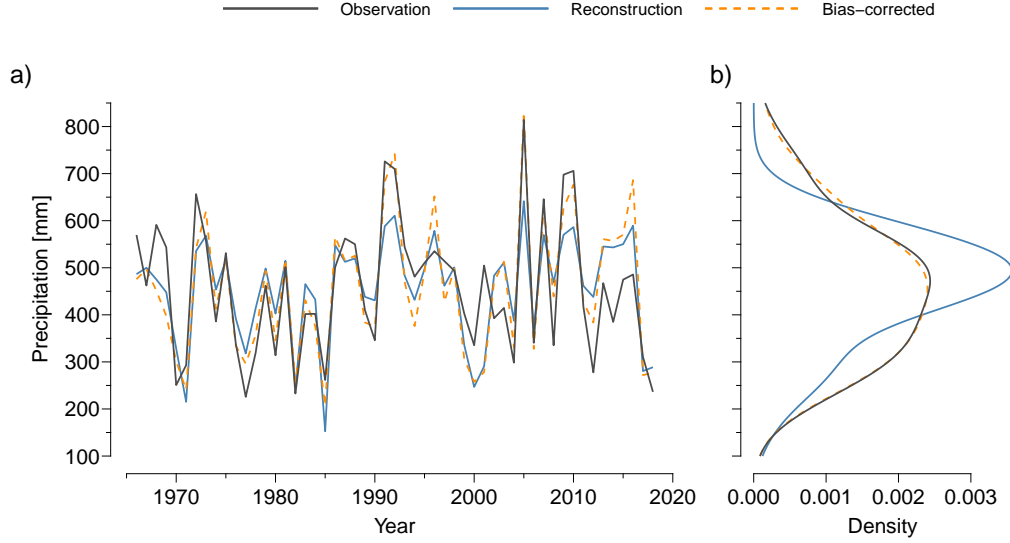 Observation Reconstruction Bias−corrected
a) b)
Precipitation [mm]
800
700
600
500
400
300
200
100
1970 1980 1990 2000 2010 2020
Year
0.000 0.001 0.002 0.003
Density